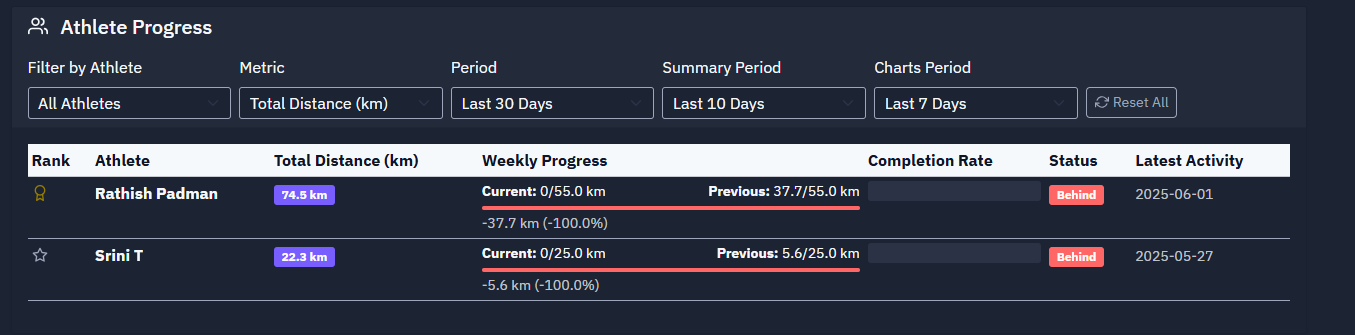 Athlete Progress
Filter by Athlete Metric Period Summary Period Charts Period
All Athletes Total Distance (km) Last 30 Days Last 10 Days Last 7 Days Reset All
Rank Athlete Total Distance (km) Weekly Progress Completion Rate Status Latest Activity
Rathish Padman 74.5 km Current: 0/55.0 km Previous: 37.7/55.0 km Behind 2025-06-01
-37.7 km (-100.0%)
Srini T 22.3 km Current: 0/25.0 km Previous: 5.6/25.0 km Behind 2025-05-27
-5.6 km (-100.0%)